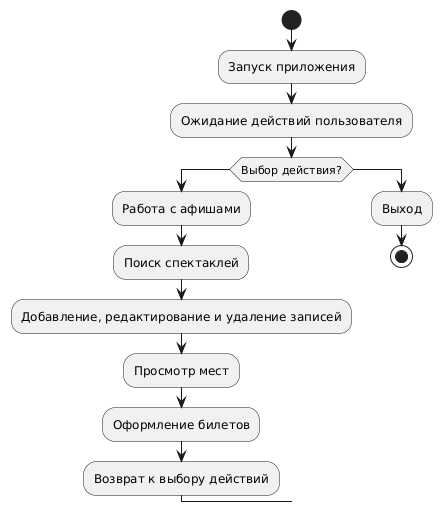 Запуск приложения
Ожидание действий пользователя
Выбор действия?
Работа с афишами
Выход
Поиск спектаклей
Добавление, редактирование и удаление записей
Просмотр мест
Оформление билетов
Возврат к выбору действий